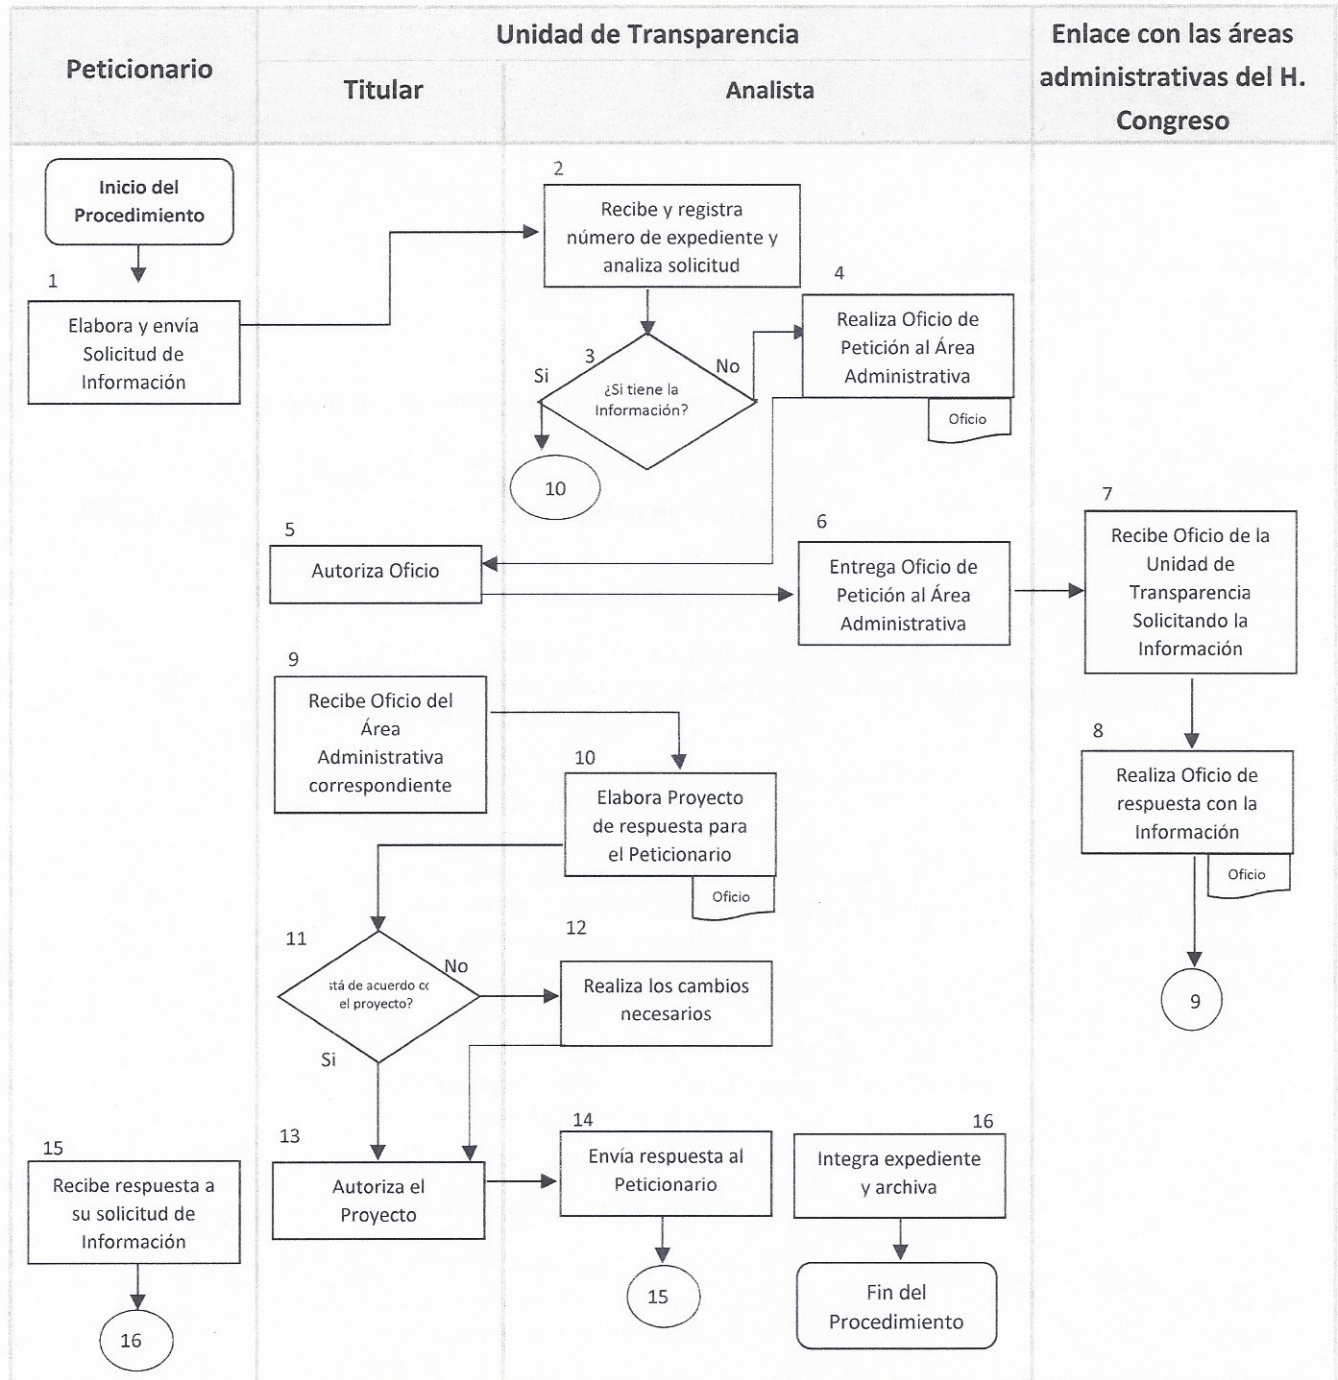 Peticionario
Unidad de Transparencia
Titular
Analista
Enlace con las áreas
administrativas del H.
Congreso
Inicio del
Procedimiento
1
Elabora y envía
Solicitud de
Información
2
Recibe y registra
número de expediente y
analiza solicitud
3
Si
No
¿Si tiene la
Información?
10
4
Realiza Oficio de
Petición al Área
Administrativa
Oficio
5
Autoriza Oficio
6
Entrega Oficio de
Petición al Área
Administrativa
7
Recibe Oficio de la
Unidad de
Transparencia
Solicitando la
Información
8
Realiza Oficio de
respuesta con la
Información
Oficio
9
9
Recibe Oficio del
Área
Administrativa
correspondiente
10
Elabora Proyecto
de respuesta para
el Peticionario
Oficio
11
stá de acuerdo co
el proyecto?
No
Si
12
Realiza los cambios
necesarios
13
Autoriza el
Proyecto
14
Envía respuesta al
Peticionario
15
15
Recibe respuesta a
su solicitud de
Información
16
16
Integra expediente
y archiva
Fin del
Procedimiento